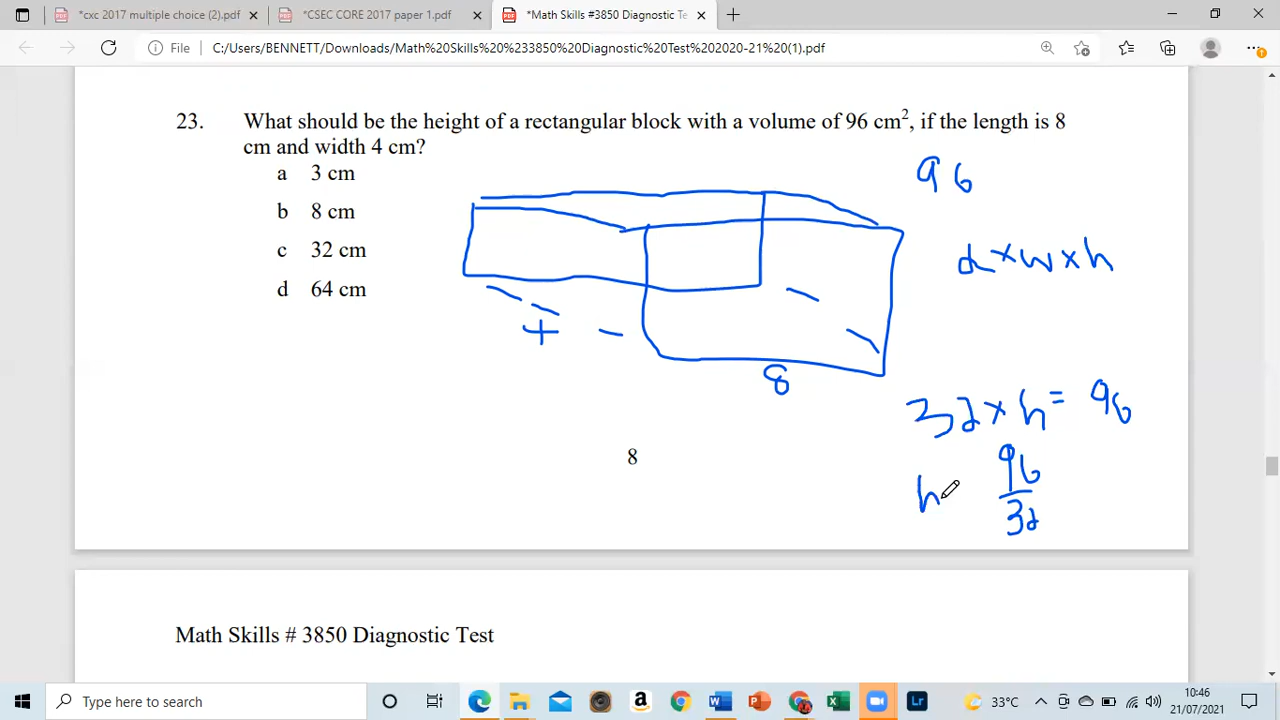 *cxc 2017 multiple choice (2).pdf
*CSEC CORE 2017 paper 1.pdf
*Math Skills #3850 Diagnostic Te
File
C:/Users/BENNETT/Downloads/Math%20Skills%20%233850%20Diagnostic%20Test%202020-21%20(1).pdf
23. What should be the height of a rectangular block with a volume of 96 cm², if the length is 8
cm and width 4 cm?
a 3 cm
b 8 cm
c 32 cm
d 64 cm
96
l×w×h
4
8
32×h = 96
h 96
32
8
Math Skills # 3850 Diagnostic Test
Type here to search
33°C
10:46
21/07/2021